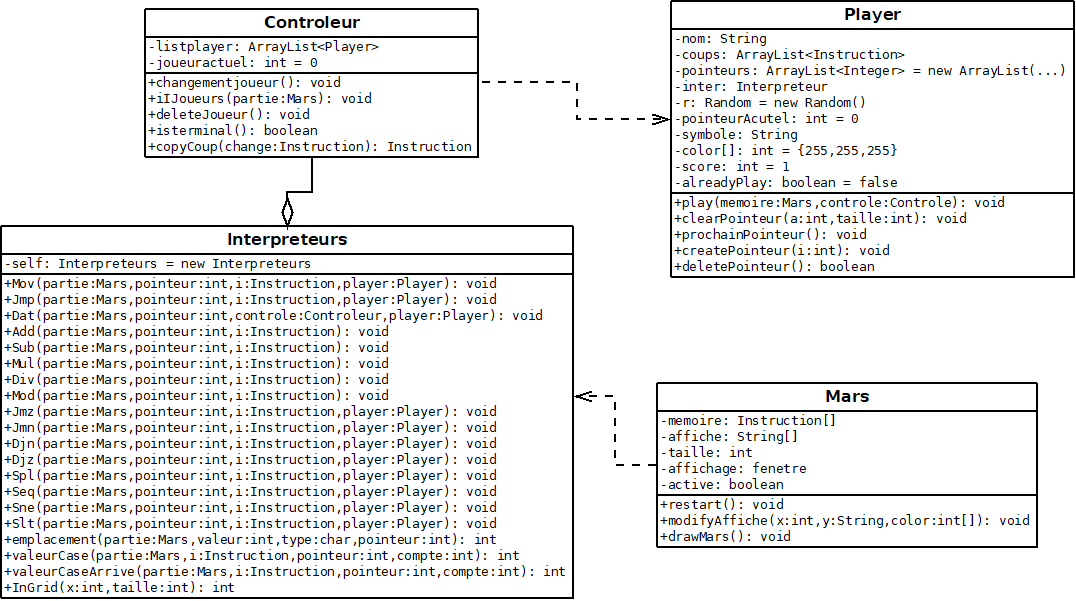 Controleur
-listplayer: ArrayList<Player>
-joueuractuel: int = 0
+changementjoueur(): void
+iIJoueurs(partie:Mars): void
+deleteJoueur(): void
+isterminal(): boolean
+copyCoup(change:Instruction): Instruction
Player
-nom: String
-coups: ArrayList<Instruction>
-pointeurs: ArrayList<Integer> = new ArrayList(...)
-inter: Interpreteur
-r: Random = new Random()
-pointeurAcutel: int = 0
-symbole: String
-color[]: int = {255,255,255}
-score: int = 1
-alreadyPlay: boolean = false
+play(memoire:Mars,controle:Controle): void
+clearPointeur(a:int,taille:int): void
+prochainPointeur(): void
+createPointeur(i:int): void
+deletePointeur(): boolean
Interpreteurs
-self: Interpreteurs = new Interpreteurs
+Mov(partie:Mars,pointeur:int,i:Instruction,player:Player): void
+Jmp(partie:Mars,pointeur:int,i:Instruction,player:Player): void
+Dat(partie:Mars,pointeur:int,controle:Controleur,player:Player): void
+Add(partie:Mars,pointeur:int,i:Instruction): void
+Sub(partie:Mars,pointeur:int,i:Instruction): void
+Mul(partie:Mars,pointeur:int,i:Instruction): void
+Div(partie:Mars,pointeur:int,i:Instruction): void
+Mod(partie:Mars,pointeur:int,i:Instruction): void
+Jmz(partie:Mars,pointeur:int,i:Instruction,player:Player): void
+Jmn(partie:Mars,pointeur:int,i:Instruction,player:Player): void
+Djn(partie:Mars,pointeur:int,i:Instruction,player:Player): void
+Djz(partie:Mars,pointeur:int,i:Instruction,player:Player): void
+Spl(partie:Mars,pointeur:int,i:Instruction,player:Player): void
+Seq(partie:Mars,pointeur:int,i:Instruction,player:Player): void
+Sne(partie:Mars,pointeur:int,i:Instruction,player:Player): void
+Slt(partie:Mars,pointeur:int,i:Instruction,player:Player): void
+emplacement(partie:Mars,valeur:int,type:char,pointeur:int): int
+valeurCase(partie:Mars,i:Instruction,pointeur:int,compte:int): int
+valeurCaseArrive(partie:Mars,i:Instruction,pointeur:int,compte:int): int
+InGrid(x:int,taille:int): int
Mars
-memoire: Instruction[]
-affiche: String[]
-taille: int
-affichage: fenetre
-active: boolean
+restart(): void
+modifyAffiche(x:int,y:String,color:int[]): void
+drawMars(): void